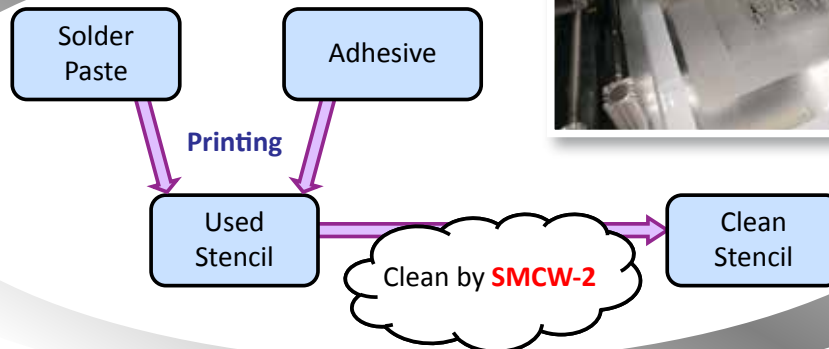 Solder
Paste
Adhesive
Printing
Used
Stencil
Clean by SMCW-2
Clean
Stencil